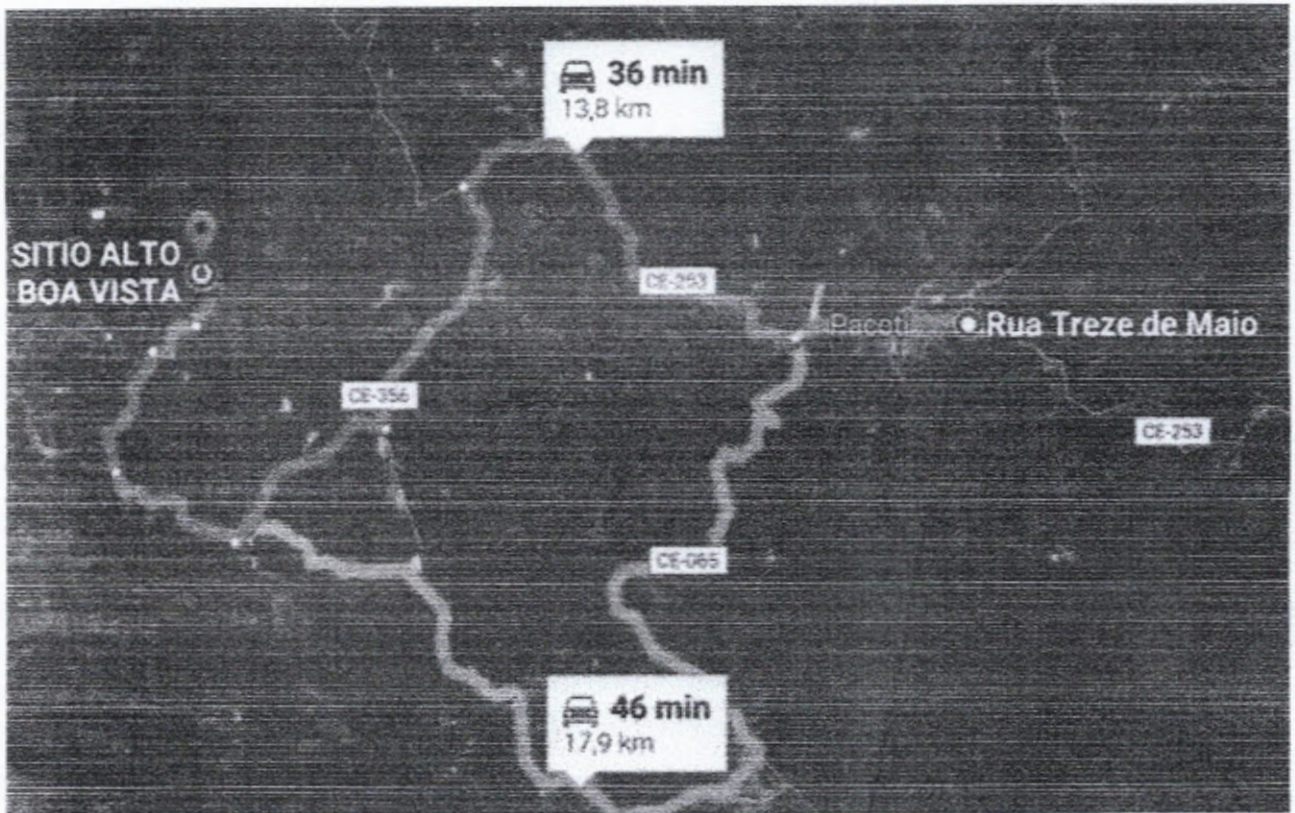 36 min
13,8 km
SITIO ALTO
BOA VISTA
CE-253
Pacoti
Rua Treze de Maio
CE-356
CE-253
CE-065
46 min
17,9 km